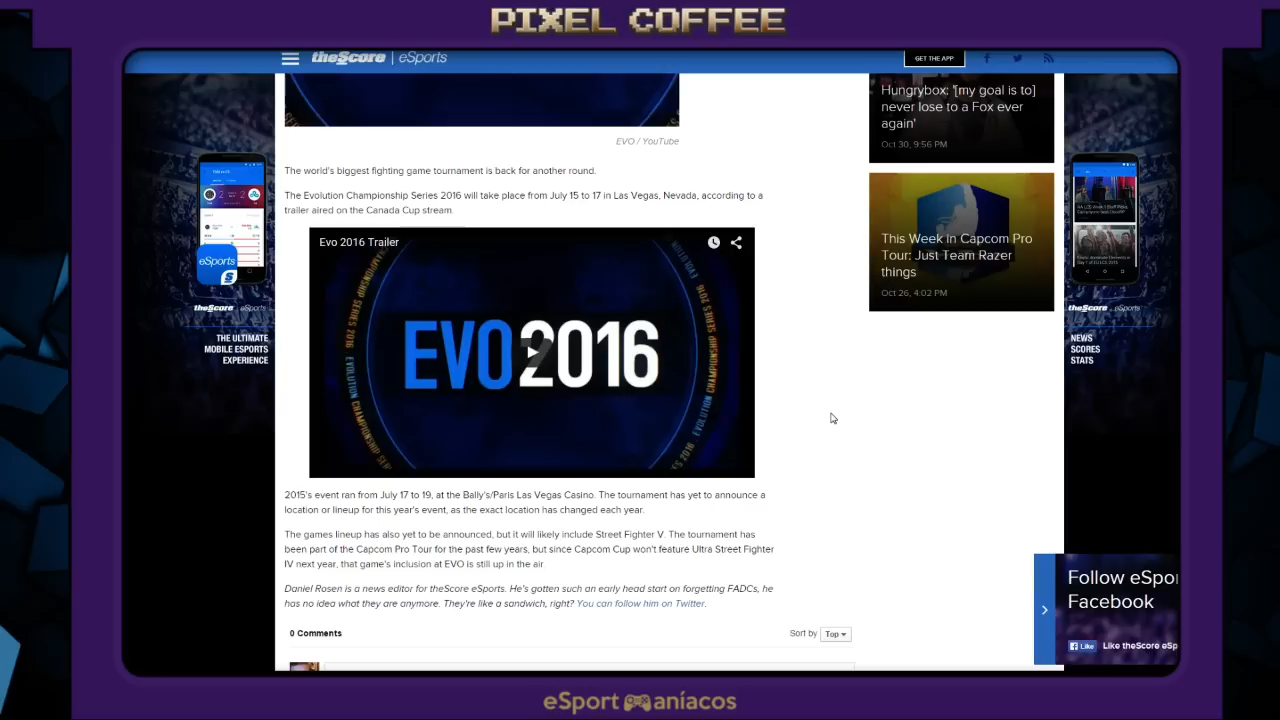 PIXEL COFFEE
theScore | eSports
GET THE APP
EVO / YouTube
The world's biggest fighting game tournament is back for another round.
The Evolution Championship Series 2016 will take place from July 15 to 17 in Las Vegas, Nevada, according to a
trailer aired on the Canada Cup stream.
Evo 2016 Trailer
EVO2016
EVOLUTION CHAMPIONSHIP SERIES 2016
2015's event ran from July 17 to 19, at the Bally's/Paris Las Vegas Casino. The tournament has yet to announce a
location or lineup for this year's event, as the exact location has changed each year.
The games lineup has also yet to be announced, but it will likely include Street Fighter V. The tournament has
been part of the Capcom Pro Tour for the past few years, but since Capcom Cup won't feature Ultra Street Fighter
IV next year, that game's inclusion at EVO is still up in the air.
Daniel Rosen is a news editor for theScore eSports. He's gotten such an early head start on forgetting FADCs, he
has no idea what they are anymore. They're like a sandwich, right? You can follow him on Twitter.
0 Comments
Sort by Top
Hungrybox: '[my goal is to]
never lose to a Fox ever
again'
Oct 30, 9:56 PM
This Week in Capcom Pro
Tour: Just Team Razer
things
Oct 26, 4:02 PM
eSports
theScore eSports
THE ULTIMATE
MOBILE ESPORTS
EXPERIENCE
theScore eSports
NEWS
SCORES
STATS
Follow eSpor
Facebook
Like
Like theScore eSp
eSportmaníacos